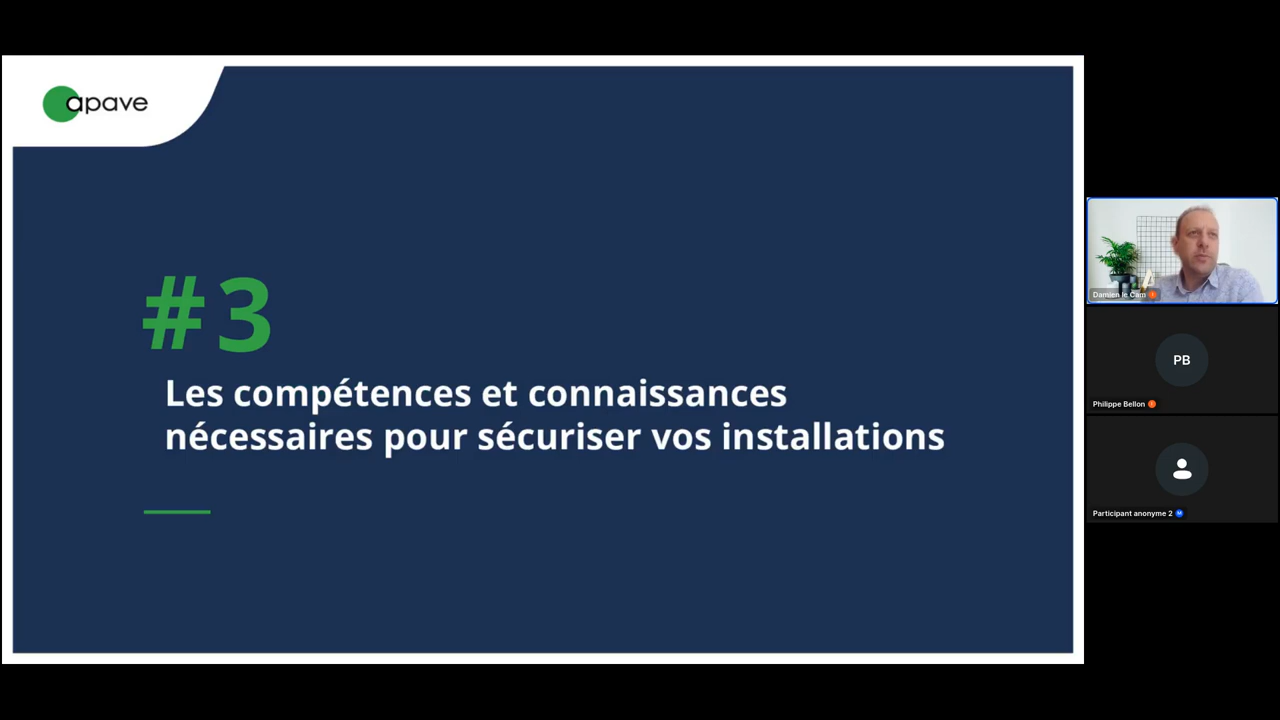 apave
#3
Les compétences et connaissances
nécessaires pour sécuriser vos installations
Damien le Cam
PB
Philippe Bellon
Participant anonyme 2
M